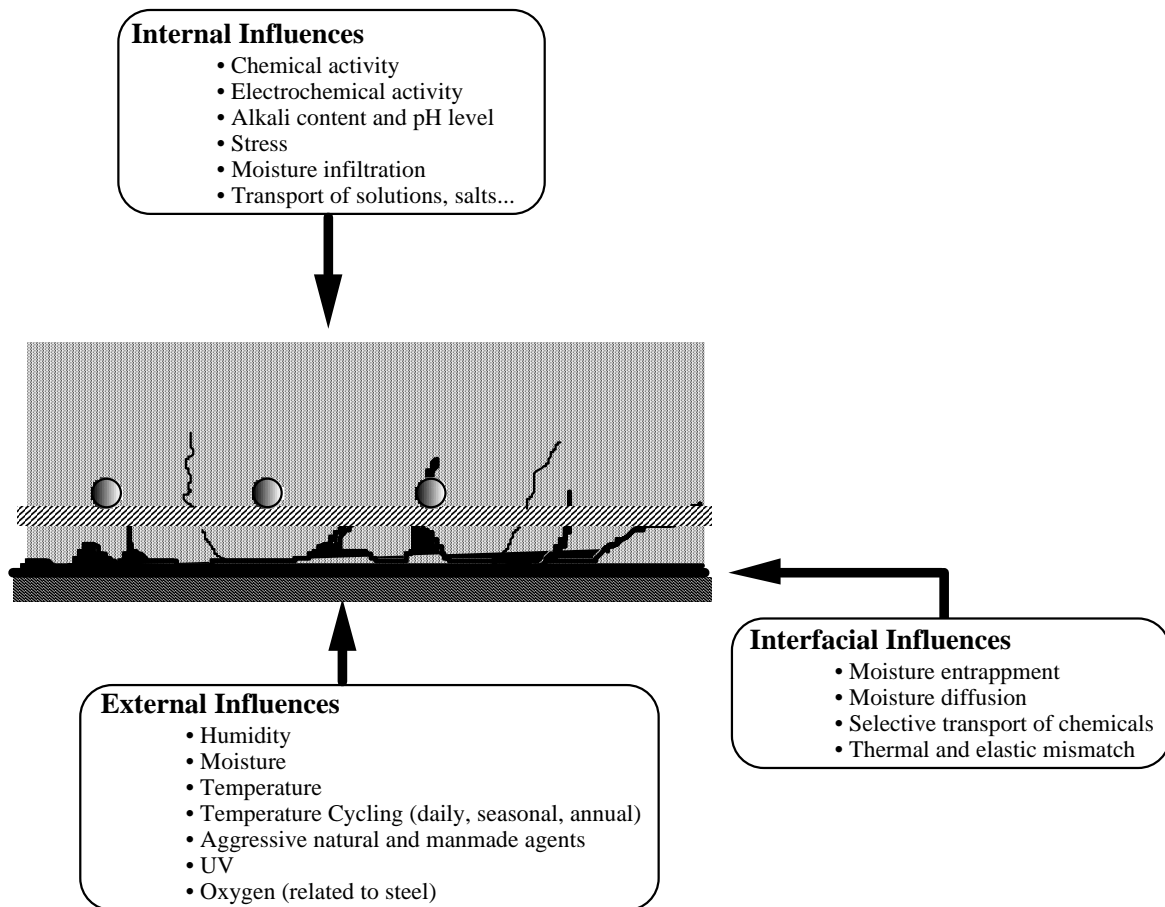 Internal Influences
• Chemical activity
• Electrochemical activity
• Alkali content and pH level
• Stress
• Moisture infiltration
• Transport of solutions, salts...
Interfacial Influences
• Moisture entrappment
• Moisture diffusion
• Selective transport of chemicals
• Thermal and elastic mismatch
External Influences
• Humidity
• Moisture
• Temperature
• Temperature Cycling (daily, seasonal, annual)
• Aggressive natural and manmade agents
• UV
• Oxygen (related to steel)